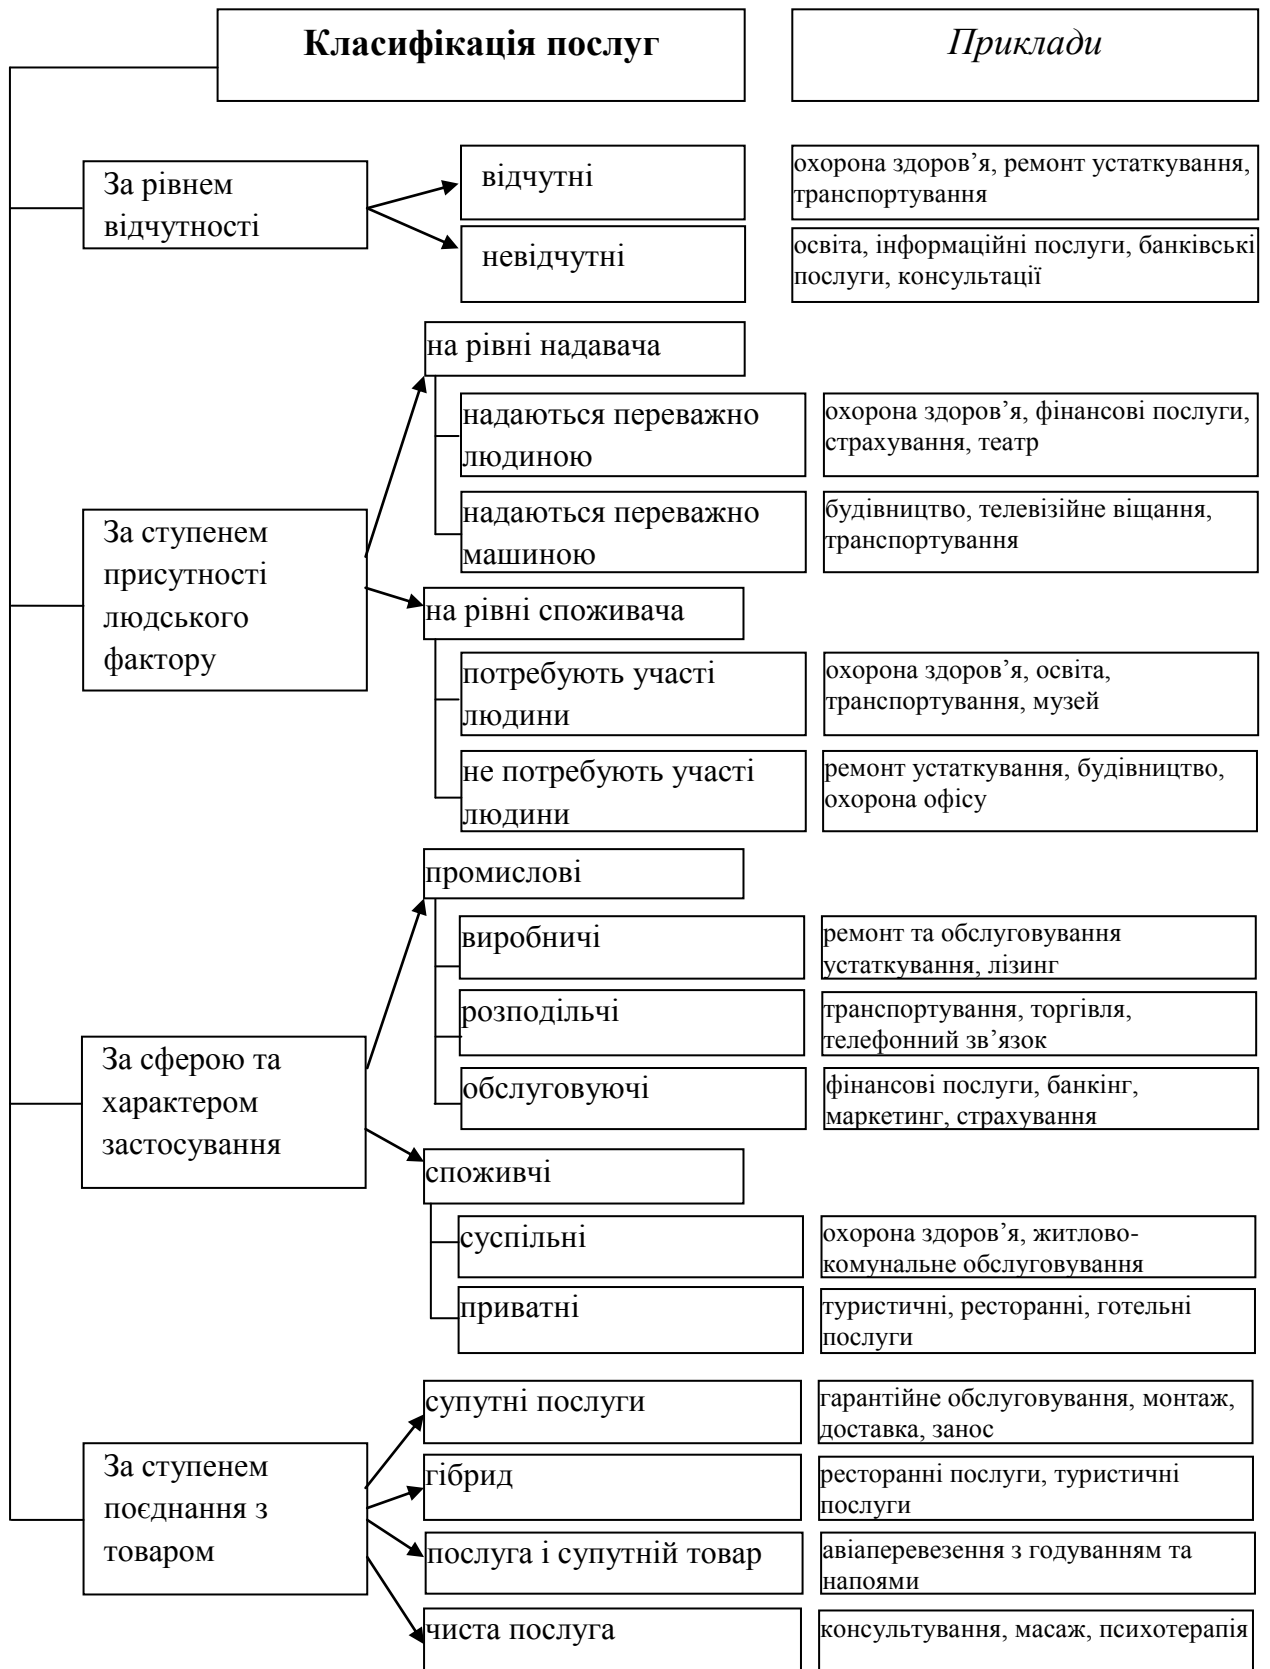 Класифікація послуг
Приклади
За рівнем
відчутності
відчутні
охорона здоров’я, ремонт устаткування,
транспортування
невідчутні
освіта, інформаційні послуги, банківські
послуги, консультації
За ступенем
присутності
людського
фактору
на рівні надавача
надаються переважно
людиною
охорона здоров’я, фінансові послуги,
страхування, театр
надаються переважно
машиною
будівництво, телевізійне віщання,
транспортування
на рівні споживача
потребують участі
людини
охорона здоров’я, освіта,
транспортування, музей
не потребують участі
людини
ремонт устаткування, будівництво,
охорона офісу
За сферою та
характером
застосування
промислові
виробничі
ремонт та обслуговування
устаткування, лізинг
розподільчі
транспортування, торгівля,
телефонний зв’язок
обслуговуючі
фінансові послуги, банкінг,
маркетинг, страхування
споживчі
суспільні
охорона здоров’я, житлово-
комунальне обслуговування
приватні
туристичні, ресторанні, готельні
послуги
За ступенем
поєднання з
товаром
супутні послуги
гарантійне обслуговування, монтаж,
доставка, занос
гібрид
ресторанні послуги, туристичні
послуги
послуга і супутній товар
авіаперевезення з годуванням та
напоями
чиста послуга
консультування, масаж, психотерапія